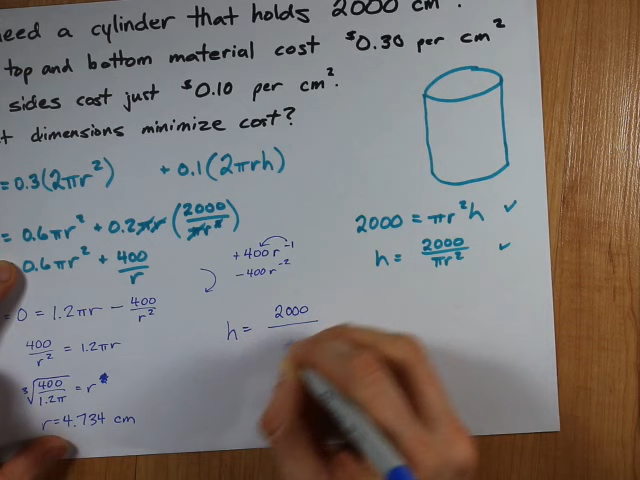 need a cylinder that holds 2000 cm³.
top and bottom material cost $0.30 per cm²
sides cost just $0.10 per cm².
dimensions minimize cost?
= 0.3(2πr²) + 0.1(2πrh)
= 0.6πr² + 0.2πr(2000/πr²)
0.6πr² + 400/r
2000 = πr²h ✓
h = 2000/πr² ✓
+400r⁻¹
-400r⁻²
= 0 = 1.2πr - 400/r²
400/r² = 1.2πr
∛(400/1.2π) = r
r = 4.734 cm
h = 2000